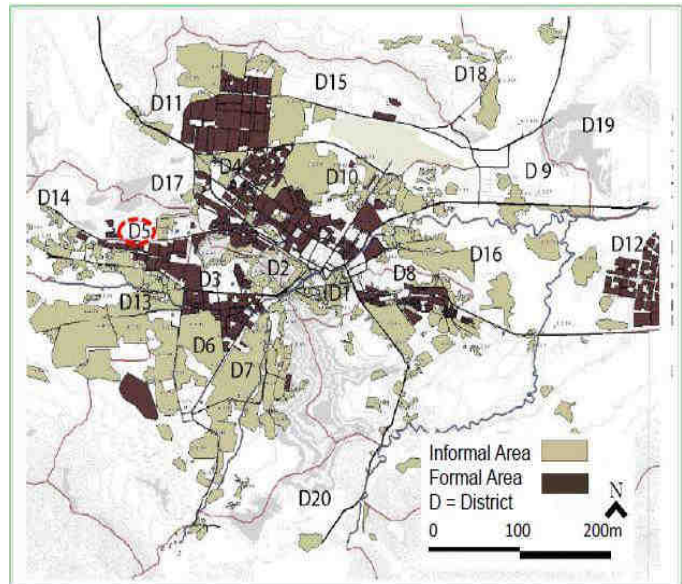 D15
D18
D11
D19
D4
D10
D9
D17
D14
D5
D12
D16
D2
D3
D8
D1
D13
D6
D7
Informal Area
Formal Area
D = District
N
D20
0 100 200m